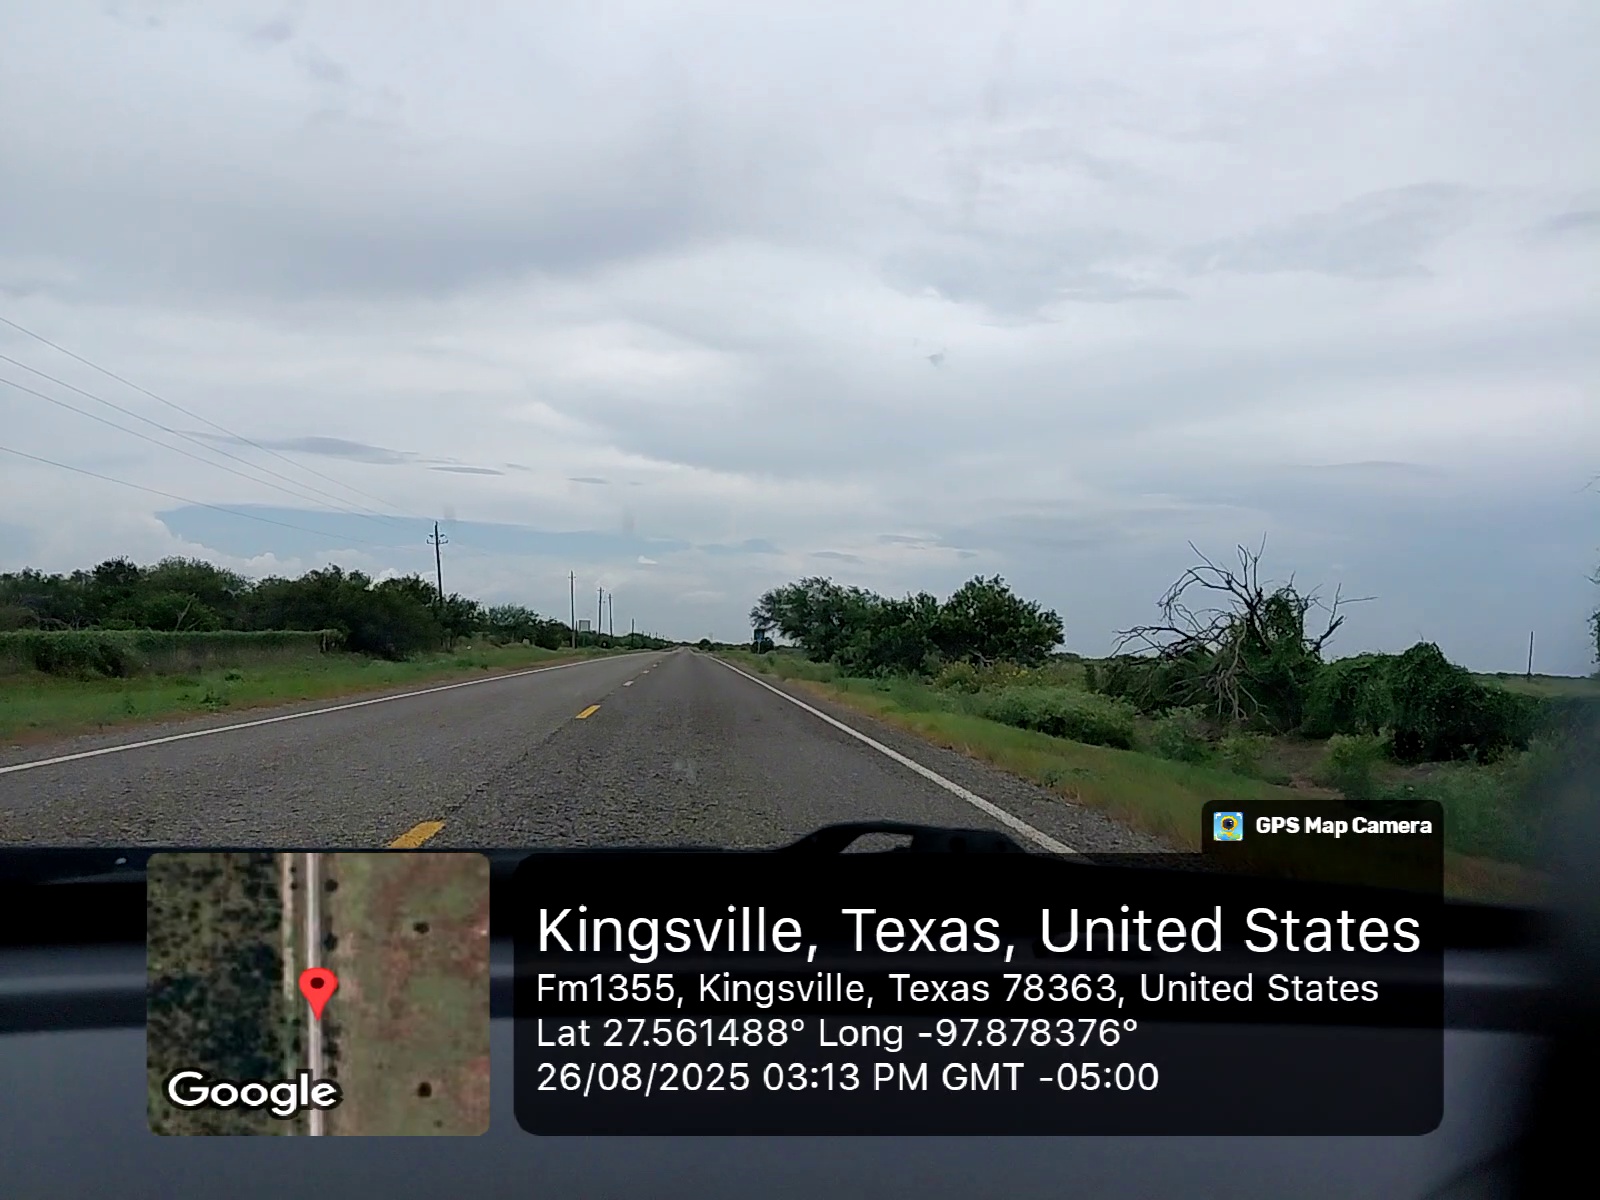 GPS Map Camera
Kingsville, Texas, United States
Fm1355, Kingsville, Texas 78363, United States
Lat 27.561488° Long -97.878376°
26/08/2025 03:13 PM GMT -05:00
Google